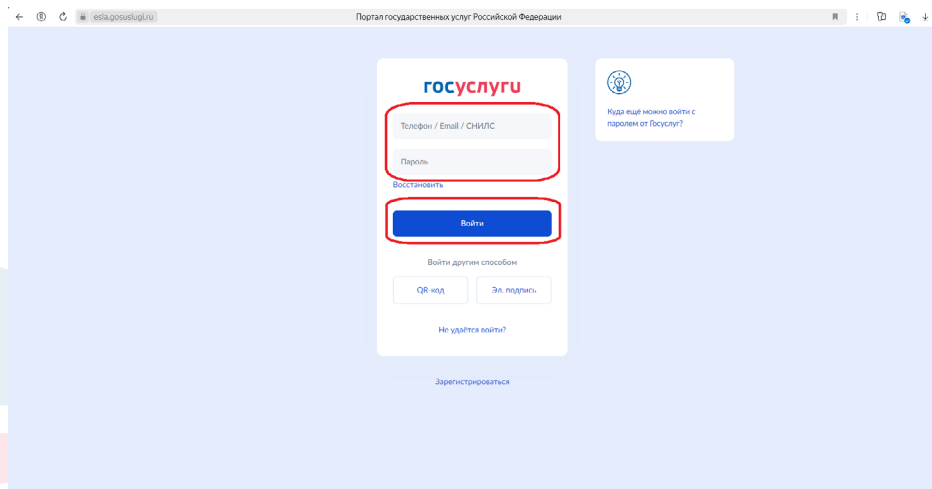 esia.gosuslugi.ru
Портал государственных услуг Российской Федерации
госуслуги
Телефон / Email / СНИЛС
Пароль
Восстановить
Войти
Войти другим способом
QR-код
Эл. подпись
Не удаётся войти?
Зарегистрироваться
Куда ещё можно войти с
паролем от Госуслуг?